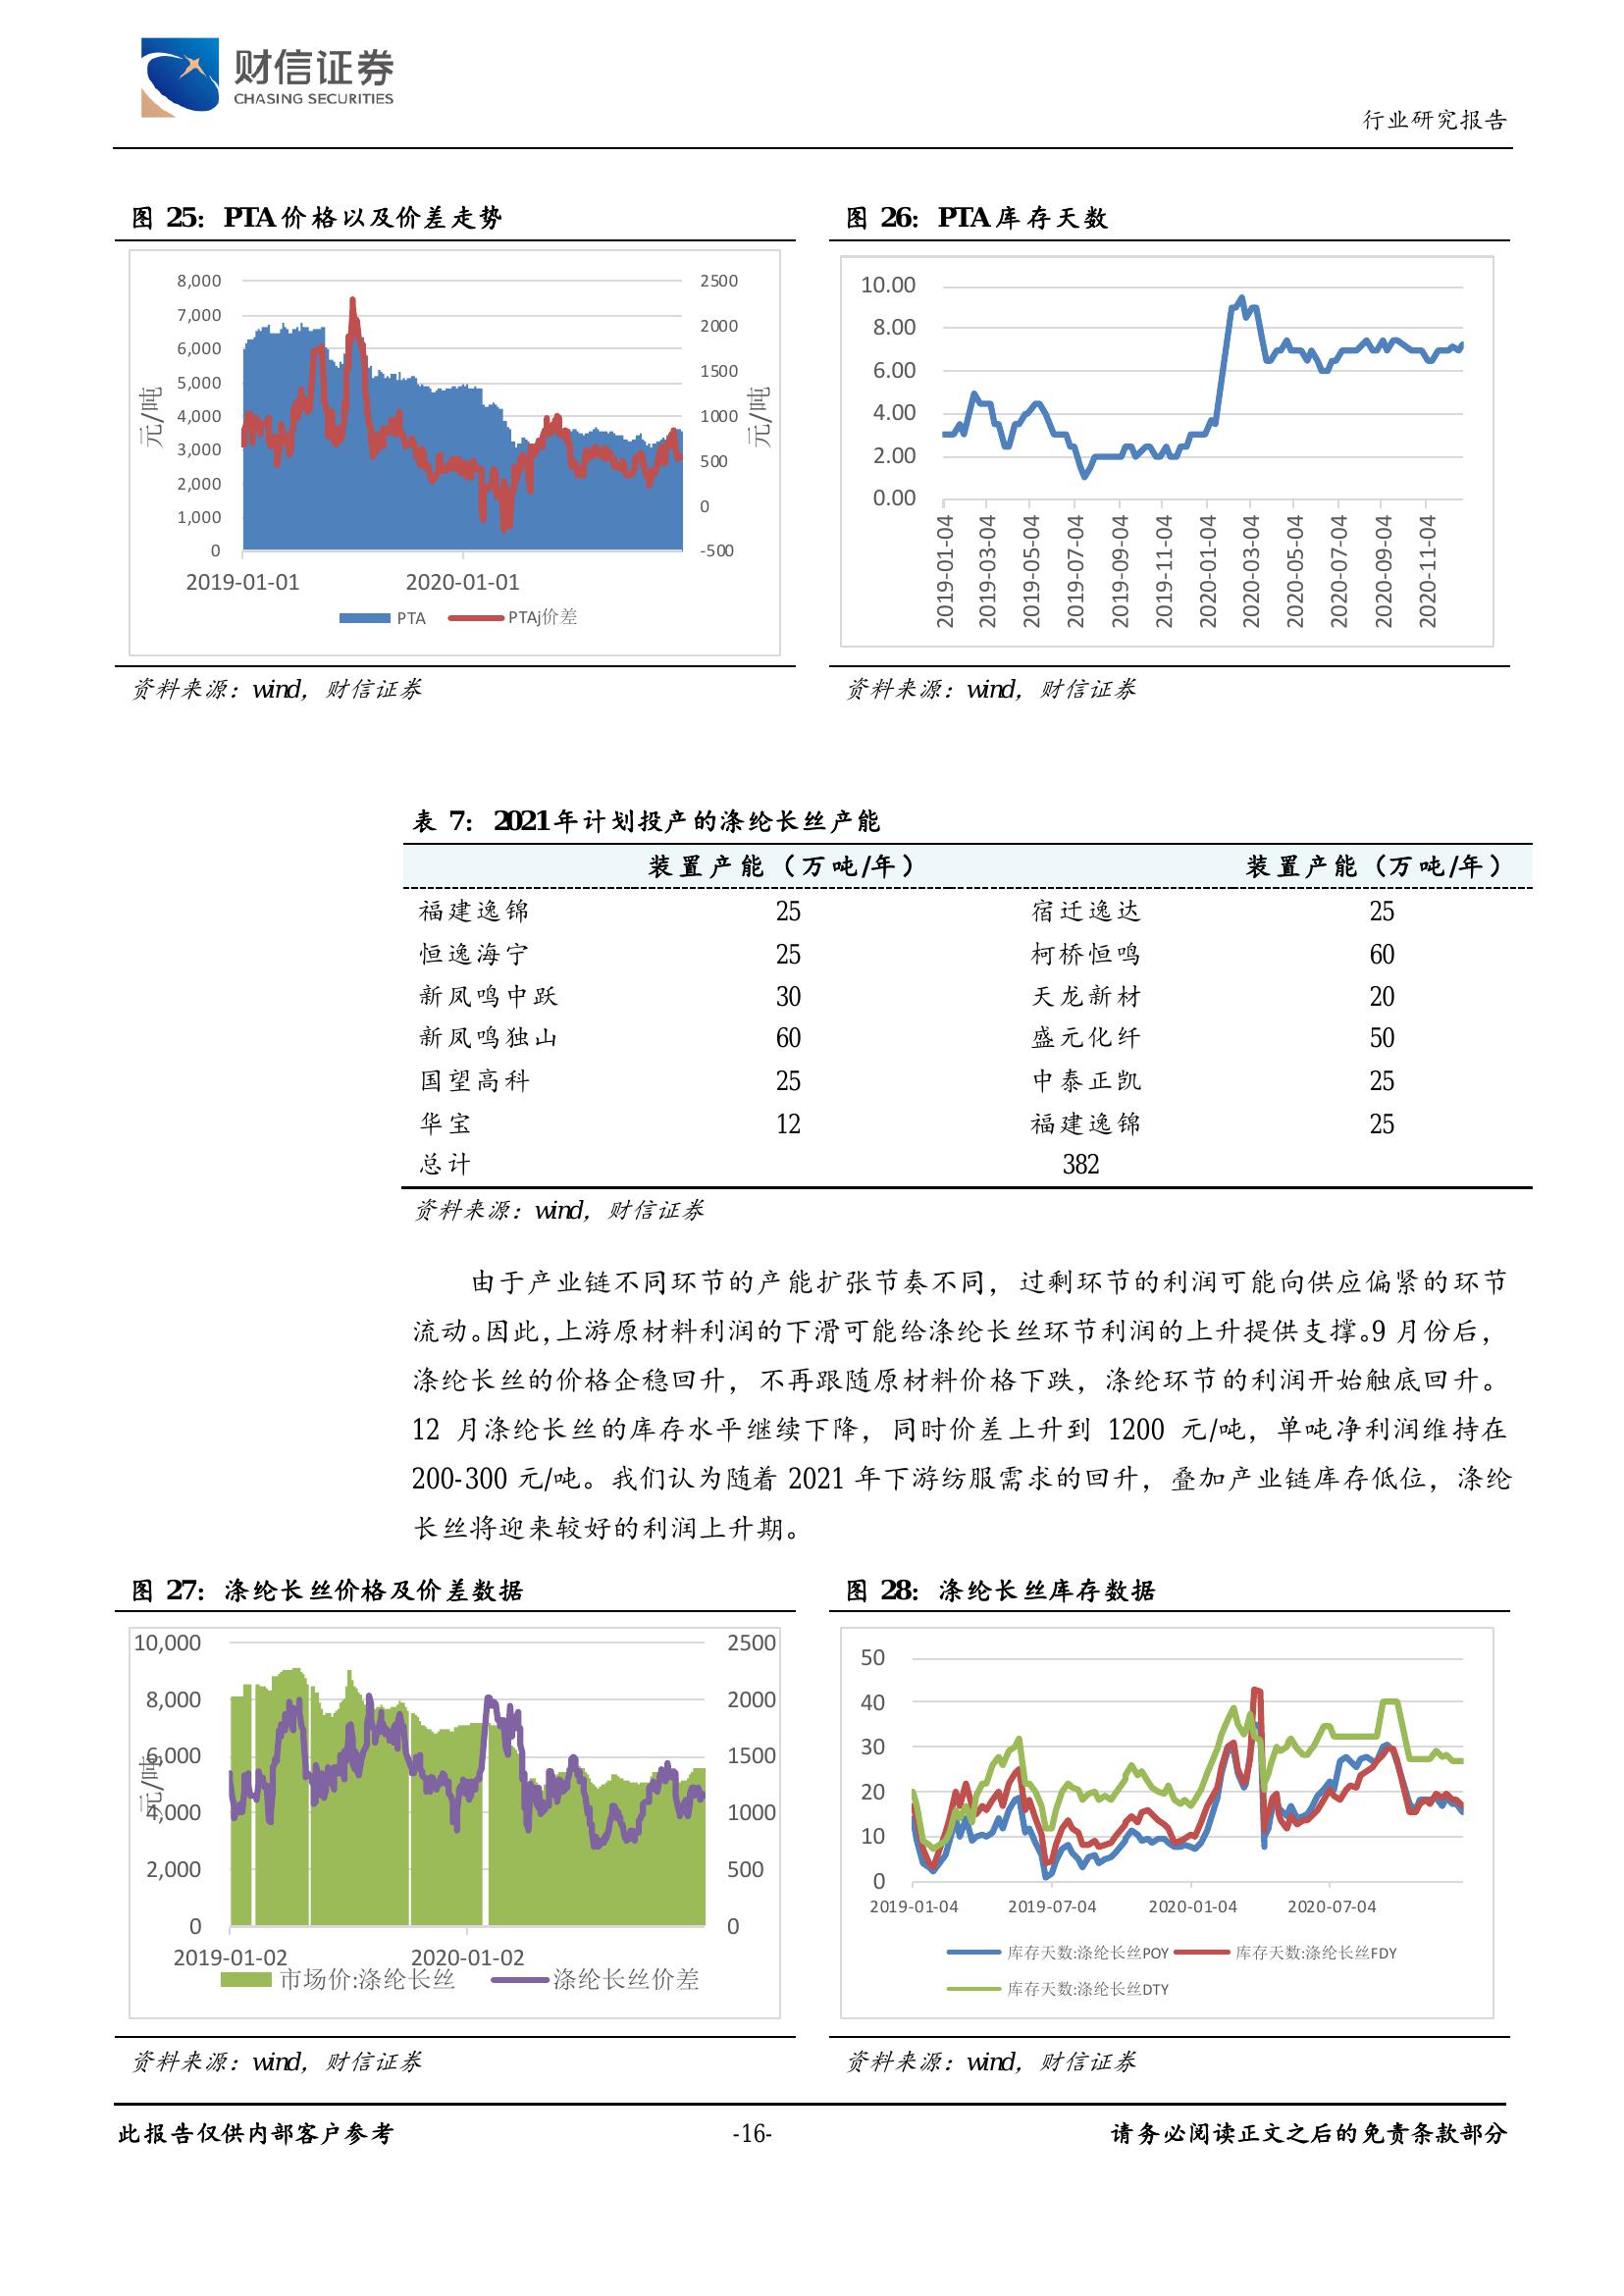 财信证券
CHASING SECURITIES
行业研究报告
图 25：PTA 价格以及价差走势
8,000
7,000
6,000
5,000
4,000
3,000
2,000
1,000
0
元/吨
2500
2000
1500
1000
500
0
-500
元/吨
2019-01-01 2020-01-01
PTA PTAj价差
资料来源：wind，财信证券
图 26：PTA 库存天数
10.00
8.00
6.00
4.00
2.00
0.00
2019-01-04
2019-03-04
2019-05-04
2019-07-04
2019-09-04
2019-11-04
2020-01-04
2020-03-04
2020-05-04
2020-07-04
2020-09-04
2020-11-04
资料来源：wind，财信证券
表 7：2021 年计划投产的涤纶长丝产能
装置产能（万吨/年） 装置产能（万吨/年）
福建逸锦 25 宿迁逸达 25
恒逸海宁 25 柯桥恒鸣 60
新凤鸣中跃 30 天龙新材 20
新凤鸣独山 60 盛元化纤 50
国望高科 25 中泰正凯 25
华宝 12 福建逸锦 25
总计 382
资料来源：wind，财信证券
由于产业链不同环节的产能扩张节奏不同，过剩环节的利润可能向供应偏紧的环节
流动。因此，上游原材料利润的下滑可能给涤纶长丝环节利润的上升提供支撑。9 月份后，
涤纶长丝的价格企稳回升，不再跟随原材料价格下跌，涤纶环节的利润开始触底回升。
12 月涤纶长丝的库存水平继续下降，同时价差上升到 1200 元/吨，单吨净利润维持在
200-300 元/吨。我们认为随着 2021 年下游纺服需求的回升，叠加产业链库存低位，涤纶
长丝将迎来较好的利润上升期。
图 27：涤纶长丝价格及价差数据
10,000
8,000
6,000
4,000
2,000
0
元/吨
2500
2000
1500
1000
500
0
2019-01-02 2020-01-02
市场价:涤纶长丝 涤纶长丝价差
资料来源：wind，财信证券
图 28：涤纶长丝库存数据
50
40
30
20
10
0
2019-01-04 2019-07-04 2020-01-04 2020-07-04
库存天数:涤纶长丝POY 库存天数:涤纶长丝FDY
库存天数:涤纶长丝DTY
资料来源：wind，财信证券
此报告仅供内部客户参考 -16- 请务必阅读正文之后的免责条款部分